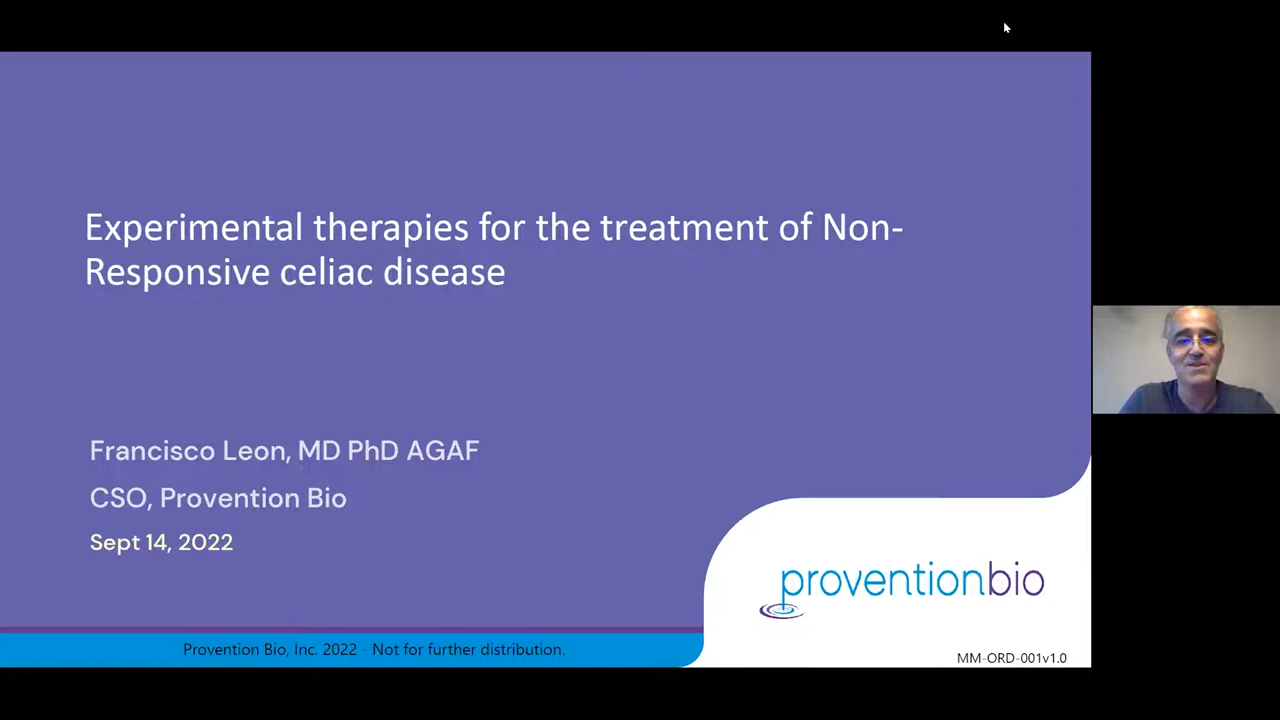 Experimental therapies for the treatment of Non-
Responsive celiac disease
Francisco Leon, MD PhD AGAF
CSO, Provention Bio
Sept 14, 2022
proventionbio
Provention Bio, Inc. 2022 - Not for further distribution.
MM-ORD-001v1.0